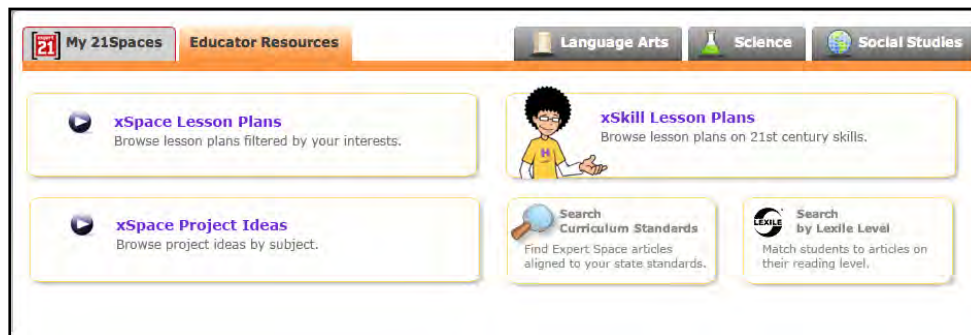 expert
21
My 21Spaces
Educator Resources
Language Arts
Science
Social Studies
xSpace Lesson Plans
Browse lesson plans filtered by your interests.
xSkill Lesson Plans
Browse lesson plans on 21st century skills.
H
xSpace Project Ideas
Browse project ideas by subject.
Search
Curriculum Standards
Find Expert Space articles
aligned to your state standards.
LEXILE
Search
by Lexile Level
Match students to articles on
their reading level.